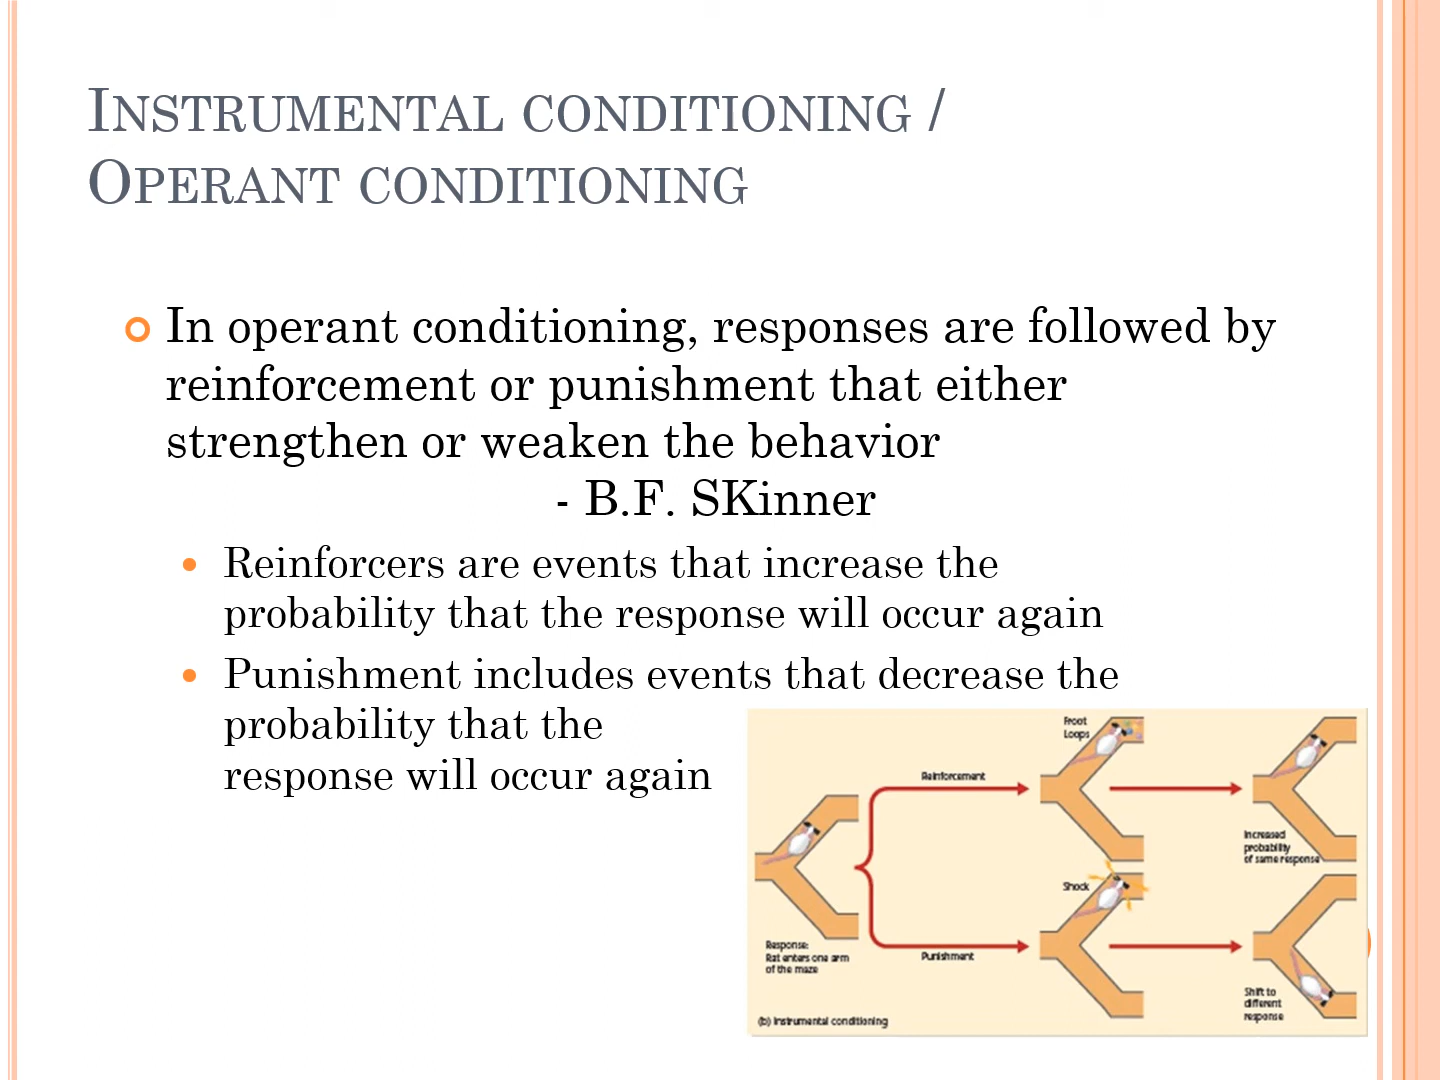 INSTRUMENTAL CONDITIONING /
OPERANT CONDITIONING
In operant conditioning, responses are followed by
reinforcement or punishment that either
strengthen or weaken the behavior
- B.F. SKinner
Reinforcers are events that increase the
probability that the response will occur again
Punishment includes events that decrease the
probability that the
response will occur again
Froot
Loops
Reinforcement
Increased
probability
of same response
Shock
Response:
Rat enters one arm
of the maze
Punishment
Shift to
different
response
(b) Instrumental conditioning